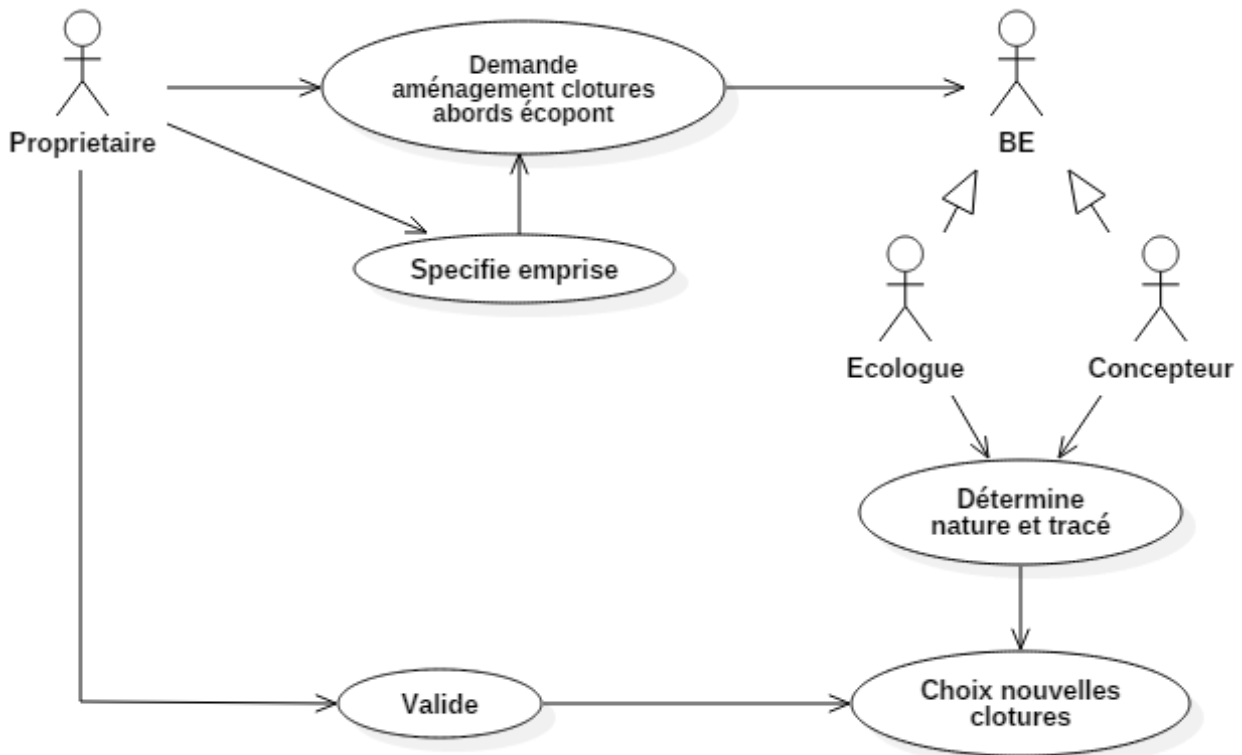 Demande
aménagement clotures
abords écopont
Proprietaire
BE
Specifie emprise
Ecologue
Concepteur
Détermine
nature et tracé
Valide
Choix nouvelles
clotures